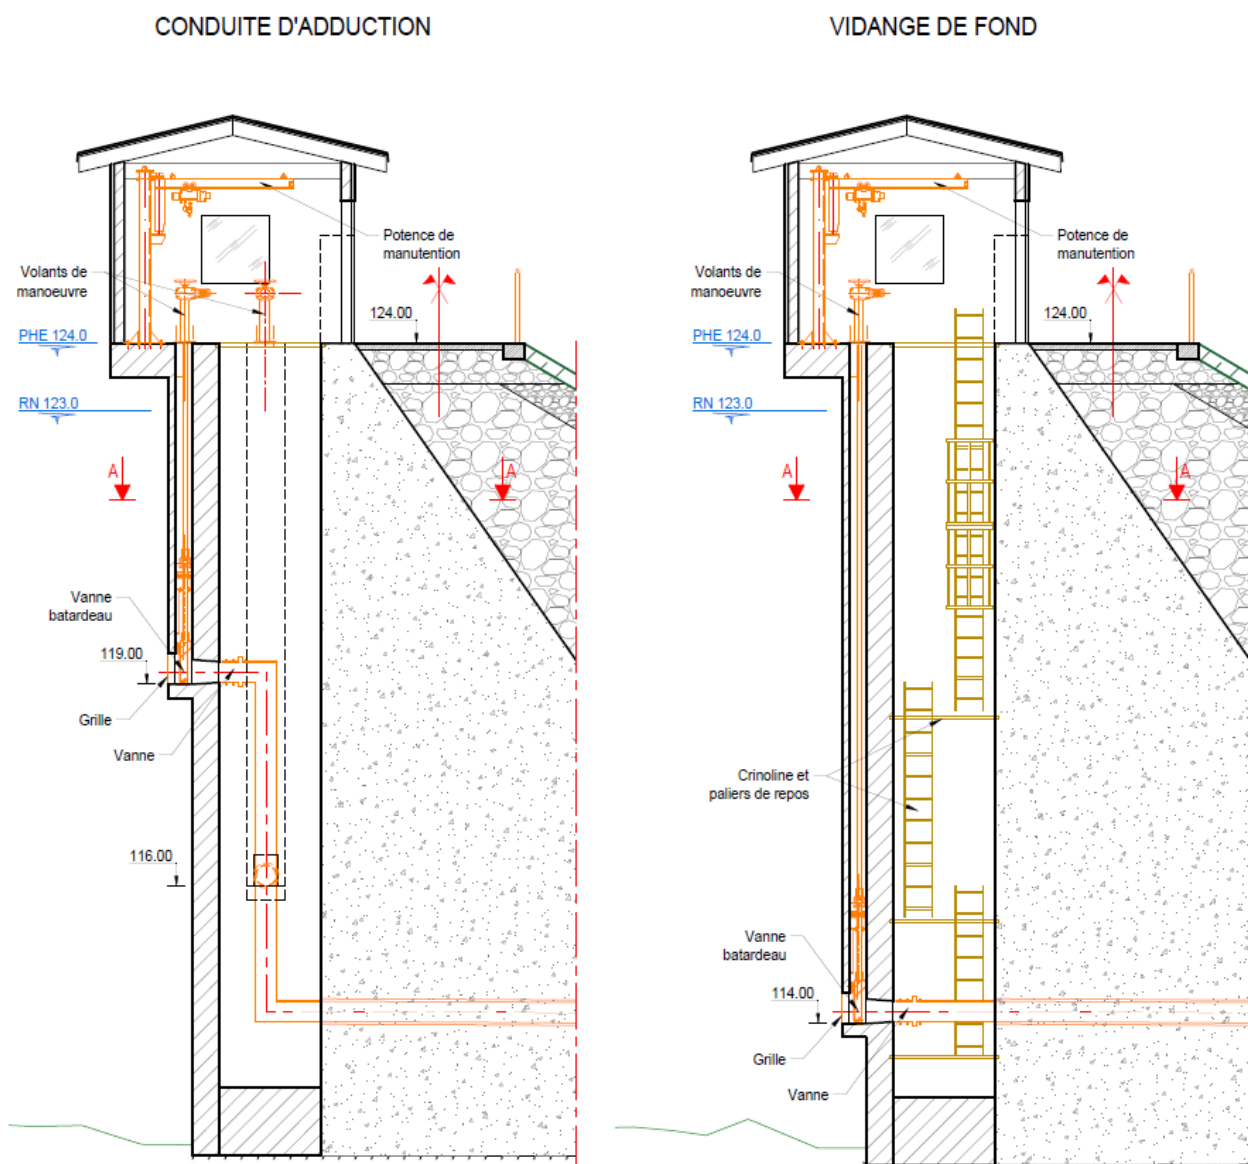 CONDUITE D'ADDUCTION
Potence de
manutention
Volants de
manoeuvre
124.00
PHE 124.0
RN 123.0
A
A
Vanne
batardeau
119.00
Grille
Vanne
116.00
VIDANGE DE FOND
Potence de
manutention
Volants de
manoeuvre
124.00
PHE 124.0
RN 123.0
A
A
Crinoline et
paliers de repos
Vanne
batardeau
114.00
Grille
Vanne